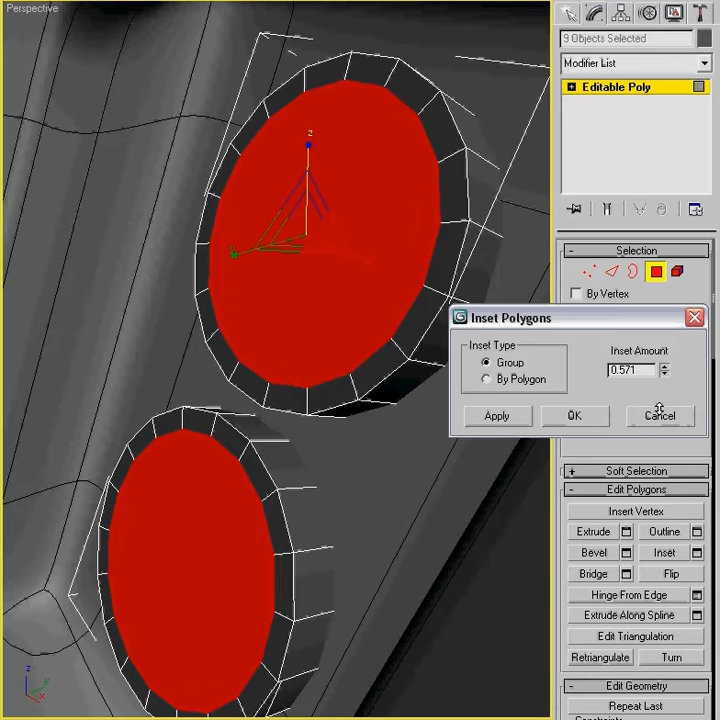 Perspective
9 Objects Selected
Modifier List
Editable Poly
Selection
By Vertex
Inset Polygons
Inset Type
Group
By Polygon
Inset Amount
0.571
Apply
OK
Cancel
Soft Selection
Edit Polygons
Insert Vertex
Extrude
Outline
Bevel
Inset
Bridge
Flip
Hinge From Edge
Extrude Along Spline
Edit Triangulation
Retriangulate
Turn
Edit Geometry
Repeat Last
Constraints
z
z
x